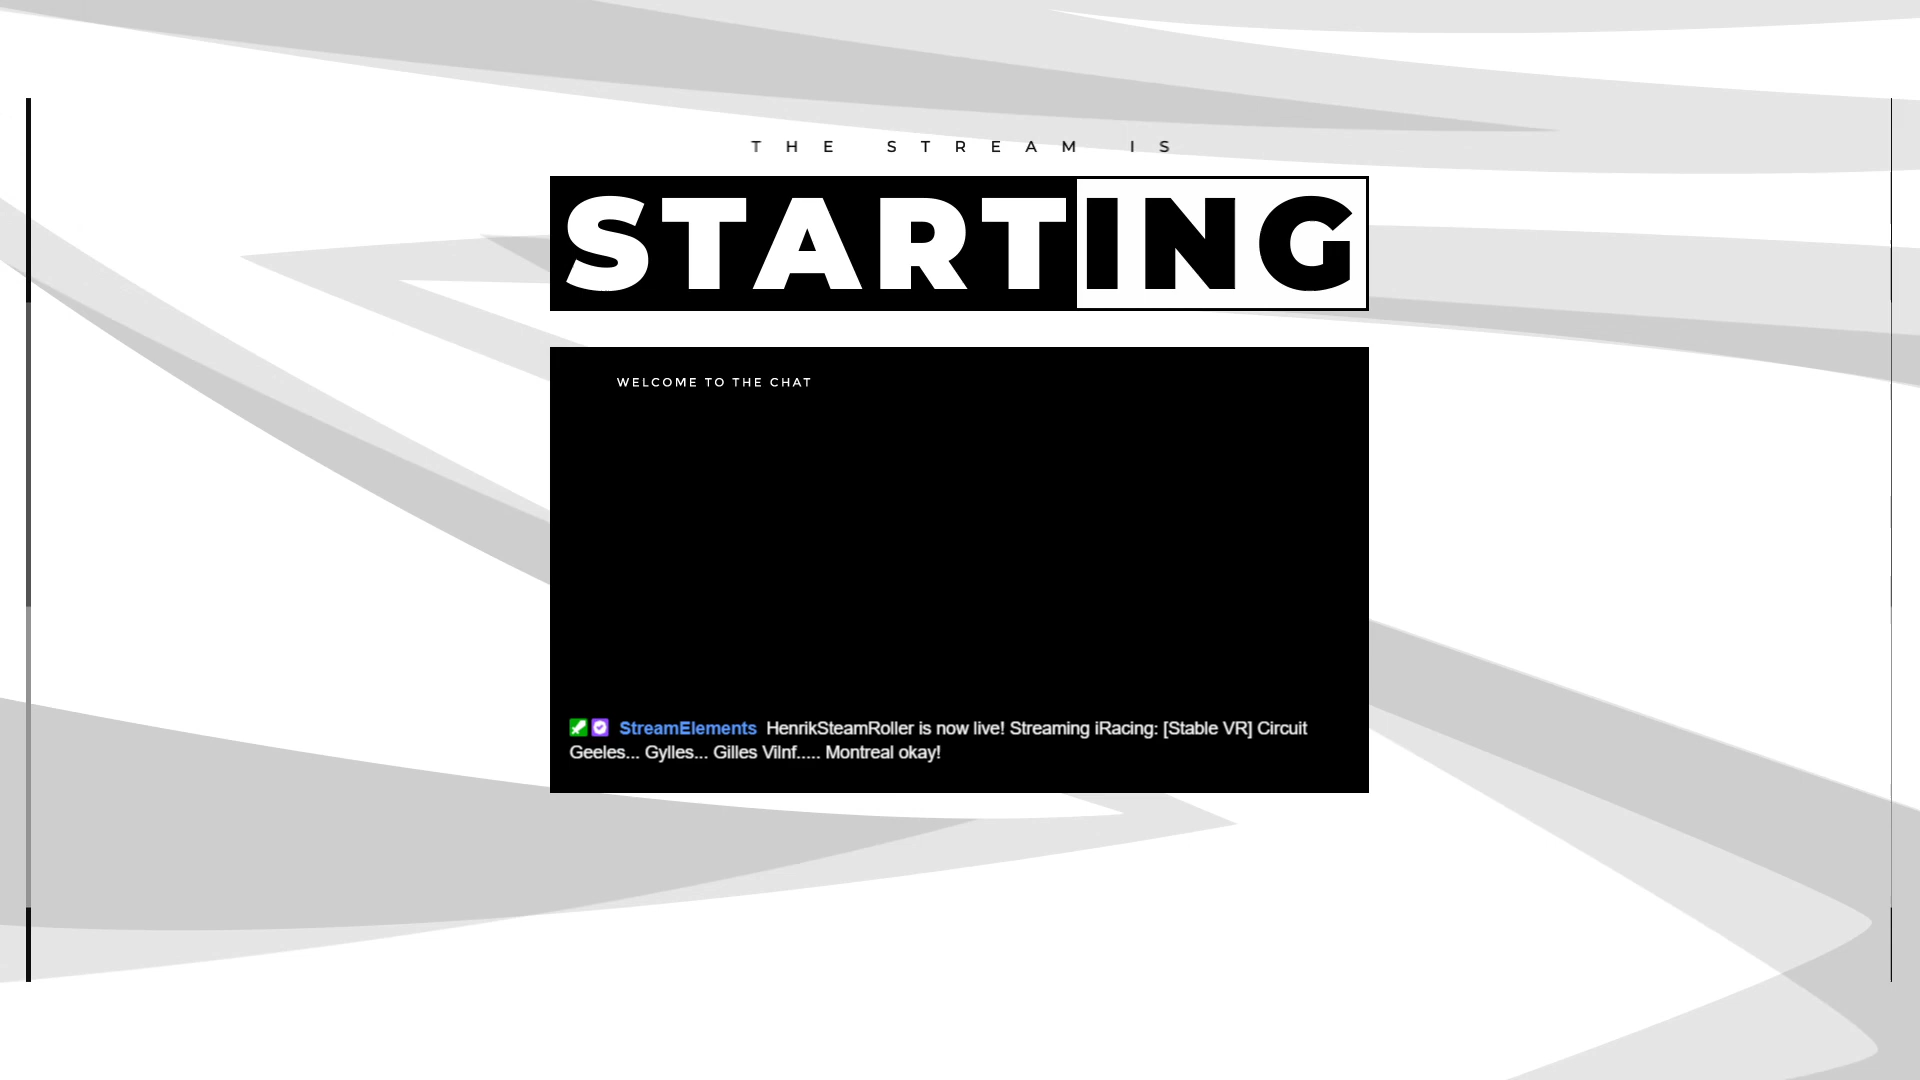 THE STREAM IS
STARTING
WELCOME TO THE CHAT
StreamElements HenrikSteamRoller is now live! Streaming iRacing: [Stable VR] Circuit
Geeles... Gylles... Gilles Vilnf..... Montreal okay!